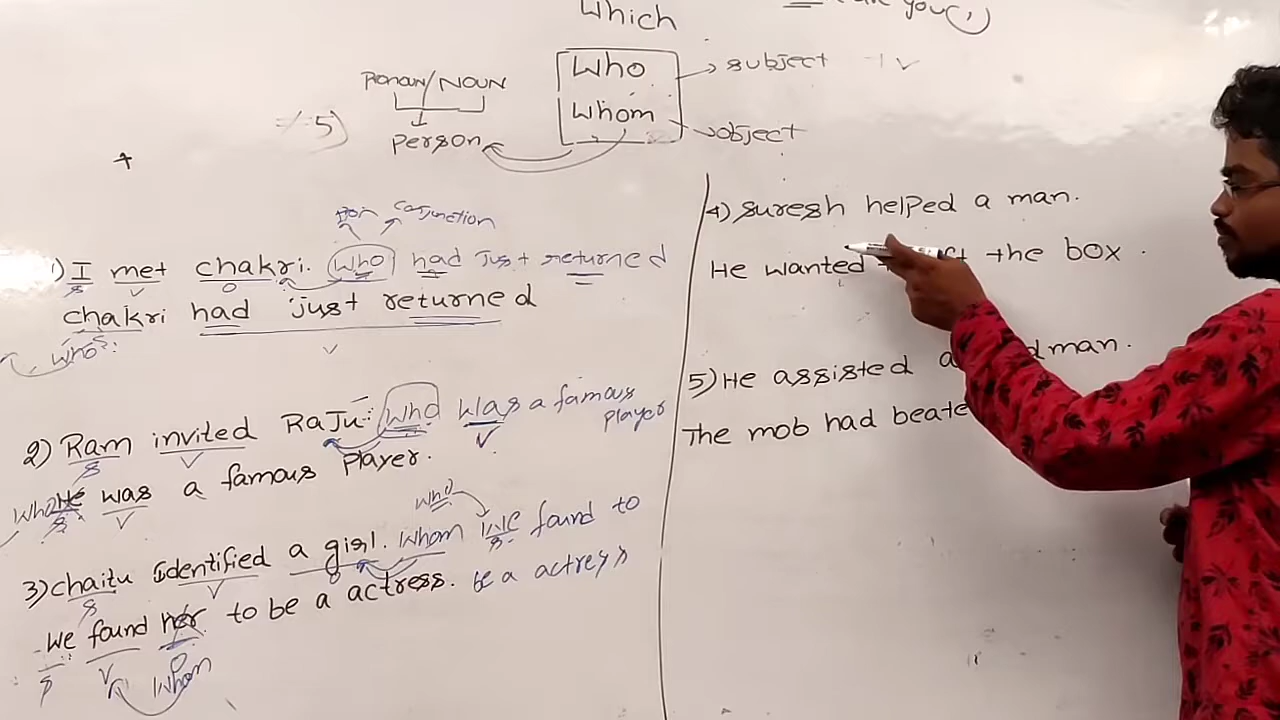 Which
you(,)
Pronoun/NOUN
Who → subject
Whom → object
5)
person
Conjunction
1) I met chakri. who had just returned
chakri had just returned
who
2) Ram invited RaJu. who was a famous player
who He was a famous player.
who
3) chaitu identified a girl. whom we found to be a actress
We found her to be a actress.
whom
4) suresh helped a man.
He wanted the box.
5) He assisted man.
The mob had